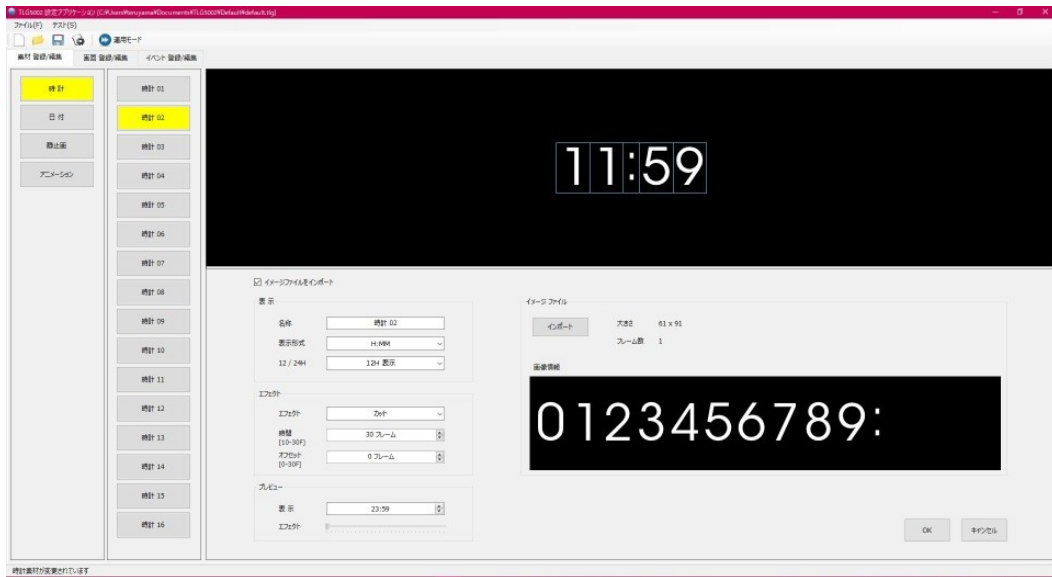 TLG5002 設定アプリケーション [C:¥Users¥teruyama¥Documents¥TLG5002¥Default¥default.tlg]
ファイル(F) テスト(S)
運用モード
素材 登録/編集 画面 登録/編集 イベント 登録/編集
時 計
日 付
静止画
アニメーション
時計 01
時計 02
時計 03
時計 04
時計 05
時計 06
時計 07
時計 08
時計 09
時計 10
時計 11
時計 12
時計 13
時計 14
時計 15
時計 16
11:59
イメージファイルをインポート
表 示
名称 時計 02
表示形式 H:MM
12 / 24H 12H 表示
エフェクト
エフェクト カット
時間 30 フレーム
[10-30F]
オフセット 0 フレーム
[0-30F]
プレビュー
表 示 23:59
エフェクト
イメージ ファイル
インポート 大きさ 61 x 91
フレーム数 1
画像情報
0123456789:
OK キャンセル
時計素材が変更されています